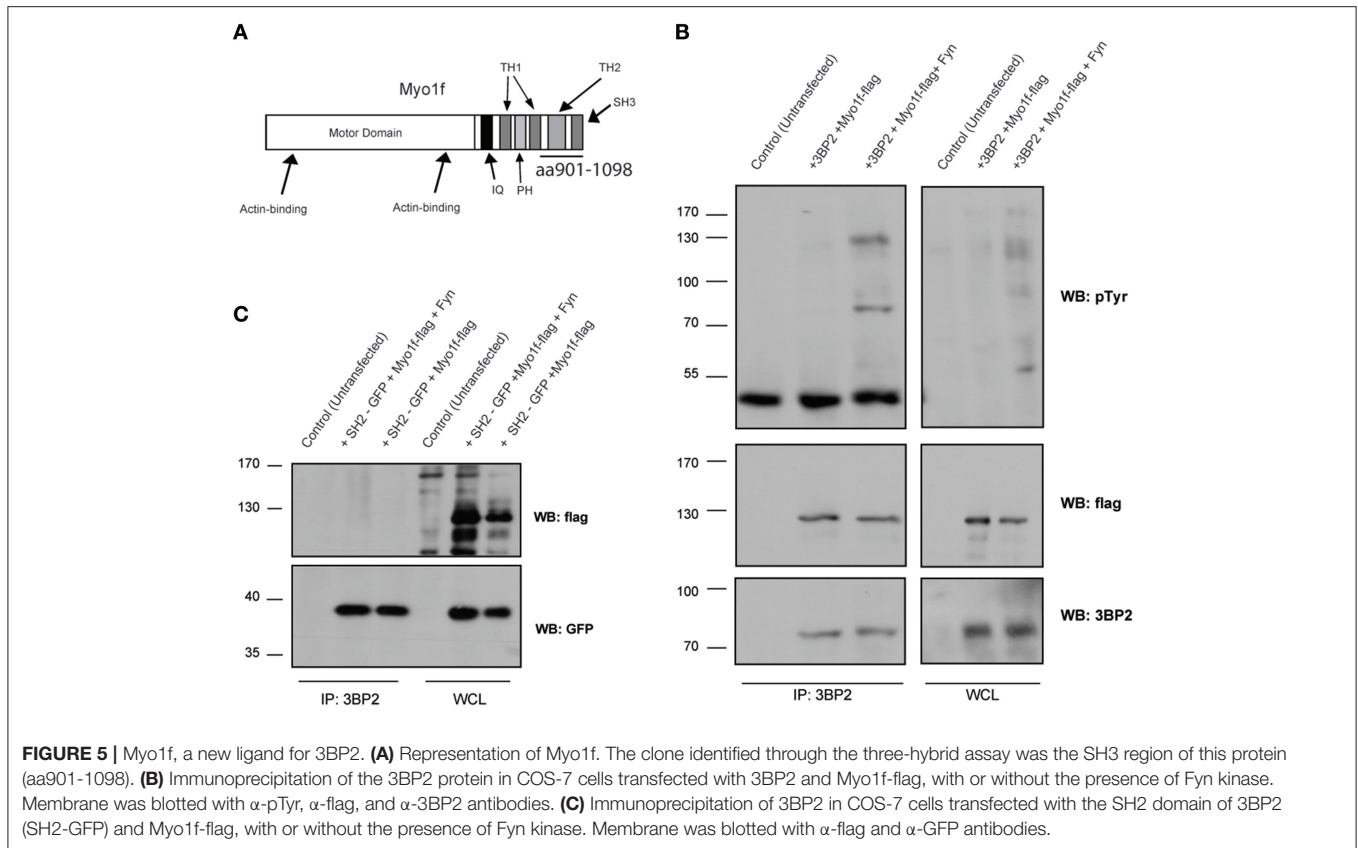 A
Myo1f
TH1
TH2
SH3
Motor Domain
aa901-1098
IQ
PH
Actin-binding
Actin-binding
B
Control (Untransfected)
+3BP2 +Myo1f-flag
+3BP2 + Myo1f-flag+ Fyn
Control (Untransfected)
+3BP2 +Myo1f-flag
+3BP2 + Myo1f-flag + Fyn
170
130
100
70
55
WB: pTyr
170
130
WB: flag
100
70
WB: 3BP2
IP: 3BP2
WCL
C
Control (Untransfected)
+ SH2 - GFP + Myo1f-flag + Fyn
+ SH2 - GFP + Myo1f-flag
Control (Untransfected)
+ SH2 - GFP +Myo1f-flag + Fyn
+ SH2 - GFP +Myo1f-flag
170
130
WB: flag
40
35
WB: GFP
IP: 3BP2
WCL
FIGURE 5 | Myo1f, a new ligand for 3BP2. (A) Representation of Myo1f. The clone identified through the three-hybrid assay was the SH3 region of this protein
(aa901-1098). (B) Immunoprecipitation of the 3BP2 protein in COS-7 cells transfected with 3BP2 and Myo1f-flag, with or without the presence of Fyn kinase.
Membrane was blotted with α-pTyr, α-flag, and α-3BP2 antibodies. (C) Immunoprecipitation of 3BP2 in COS-7 cells transfected with the SH2 domain of 3BP2
(SH2-GFP) and Myo1f-flag, with or without the presence of Fyn kinase. Membrane was blotted with α-flag and α-GFP antibodies.